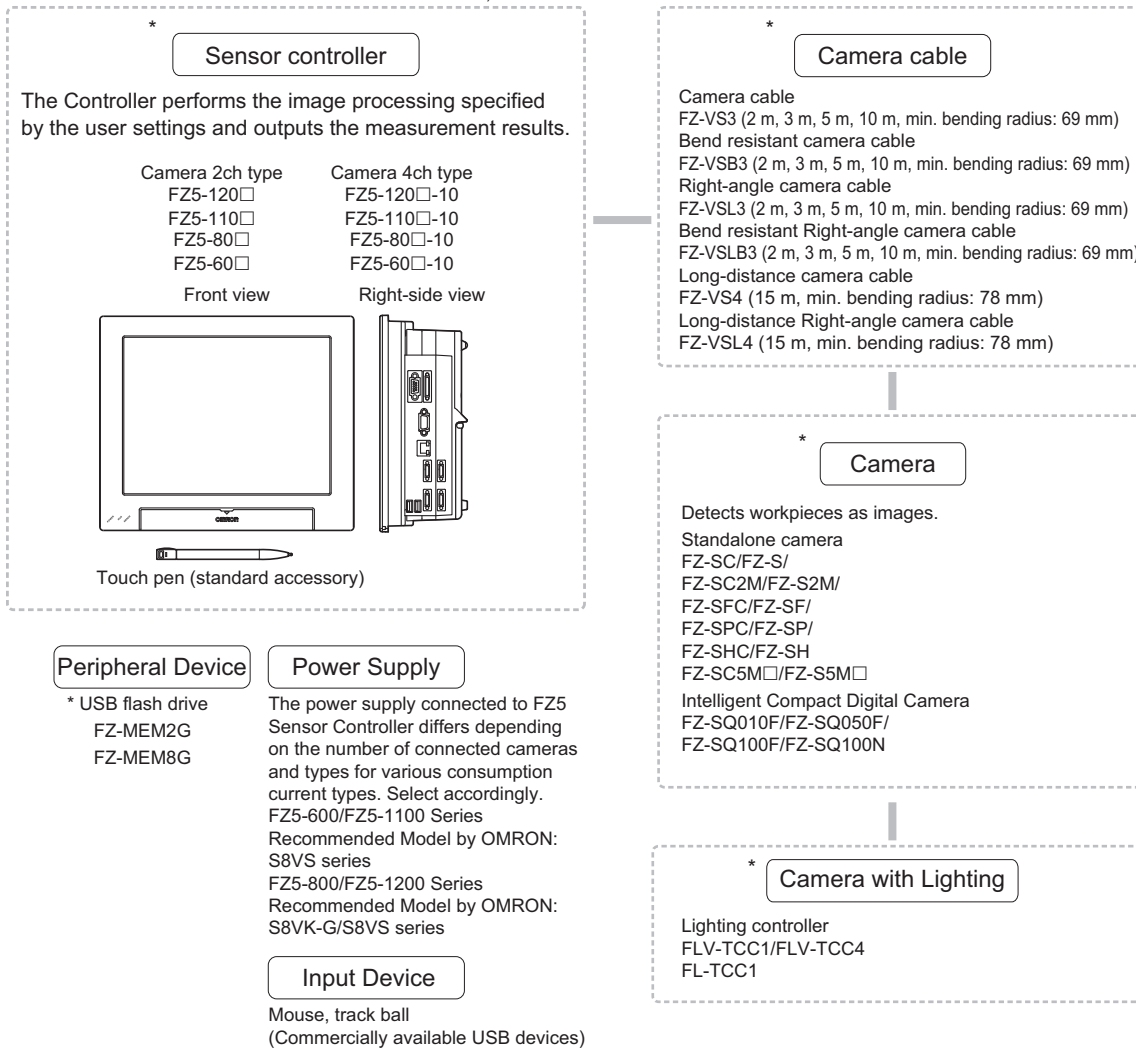 *
Sensor controller
The Controller performs the image processing specified
by the user settings and outputs the measurement results.
Camera 2ch type
FZ5-120□
FZ5-110□
FZ5-80□
FZ5-60□
Camera 4ch type
FZ5-120□-10
FZ5-110□-10
FZ5-80□-10
FZ5-60□-10
Front view
Right-side view
OMRON
Touch pen (standard accessory)
Peripheral Device
* USB flash drive
FZ-MEM2G
FZ-MEM8G
Power Supply
The power supply connected to FZ5
Sensor Controller differs depending
on the number of connected cameras
and types for various consumption
current types. Select accordingly.
FZ5-600/FZ5-1100 Series
Recommended Model by OMRON:
S8VS series
FZ5-800/FZ5-1200 Series
Recommended Model by OMRON:
S8VK-G/S8VS series
Input Device
Mouse, track ball
(Commercially available USB devices)
*
Camera cable
Camera cable
FZ-VS3 (2 m, 3 m, 5 m, 10 m, min. bending radius: 69 mm)
Bend resistant camera cable
FZ-VSB3 (2 m, 3 m, 5 m, 10 m, min. bending radius: 69 mm)
Right-angle camera cable
FZ-VSL3 (2 m, 3 m, 5 m, 10 m, min. bending radius: 69 mm)
Bend resistant Right-angle camera cable
FZ-VSLB3 (2 m, 3 m, 5 m, 10 m, min. bending radius: 69 mm)
Long-distance camera cable
FZ-VS4 (15 m, min. bending radius: 78 mm)
Long-distance Right-angle camera cable
FZ-VSL4 (15 m, min. bending radius: 78 mm)
*
Camera
Detects workpieces as images.
Standalone camera
FZ-SC/FZ-S/
FZ-SC2M/FZ-S2M/
FZ-SFC/FZ-SF/
FZ-SPC/FZ-SP/
FZ-SHC/FZ-SH
FZ-SC5M□/FZ-S5M□
Intelligent Compact Digital Camera
FZ-SQ010F/FZ-SQ050F/
FZ-SQ100F/FZ-SQ100N
*
Camera with Lighting
Lighting controller
FLV-TCC1/FLV-TCC4
FL-TCC1